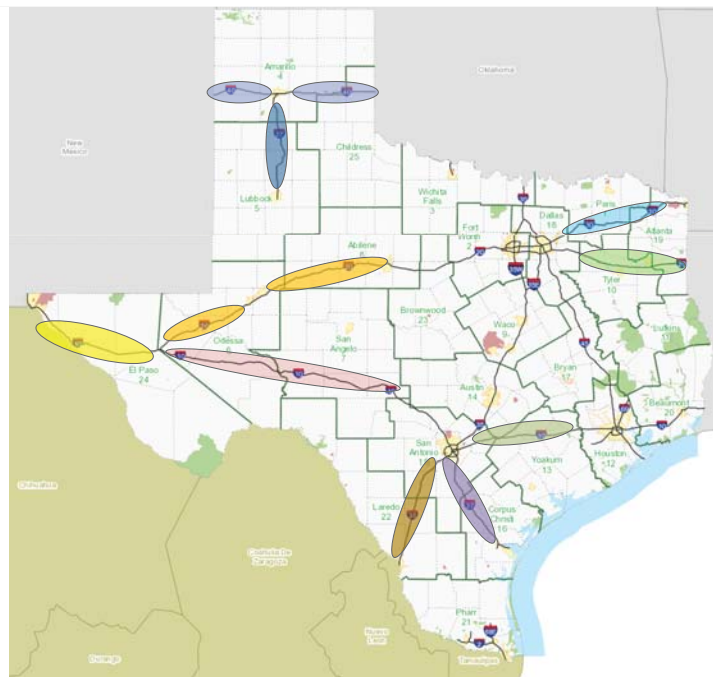 Oklahoma
Amarillo
4
New
Mexico
Childress
25
Lubbock
5
Wichita
Falls
3
Paris
1
Dallas
18
Fort
Worth
2
Atlanta
19
Abilene
8
Tyler
10
Brownwood
23
Waco
9
Lufkin
11
Odessa
6
San
Angelo
7
El Paso
24
Bryan
17
Austin
14
Beaumont
20
San
Antonio
15
Houston
12
Yoakum
13
Chihuahua
Laredo
22
Corpus
Christi
16
Coahuila De
Zaragoza
Pharr
21
Nuevo
León
Durango
Tamaulipas